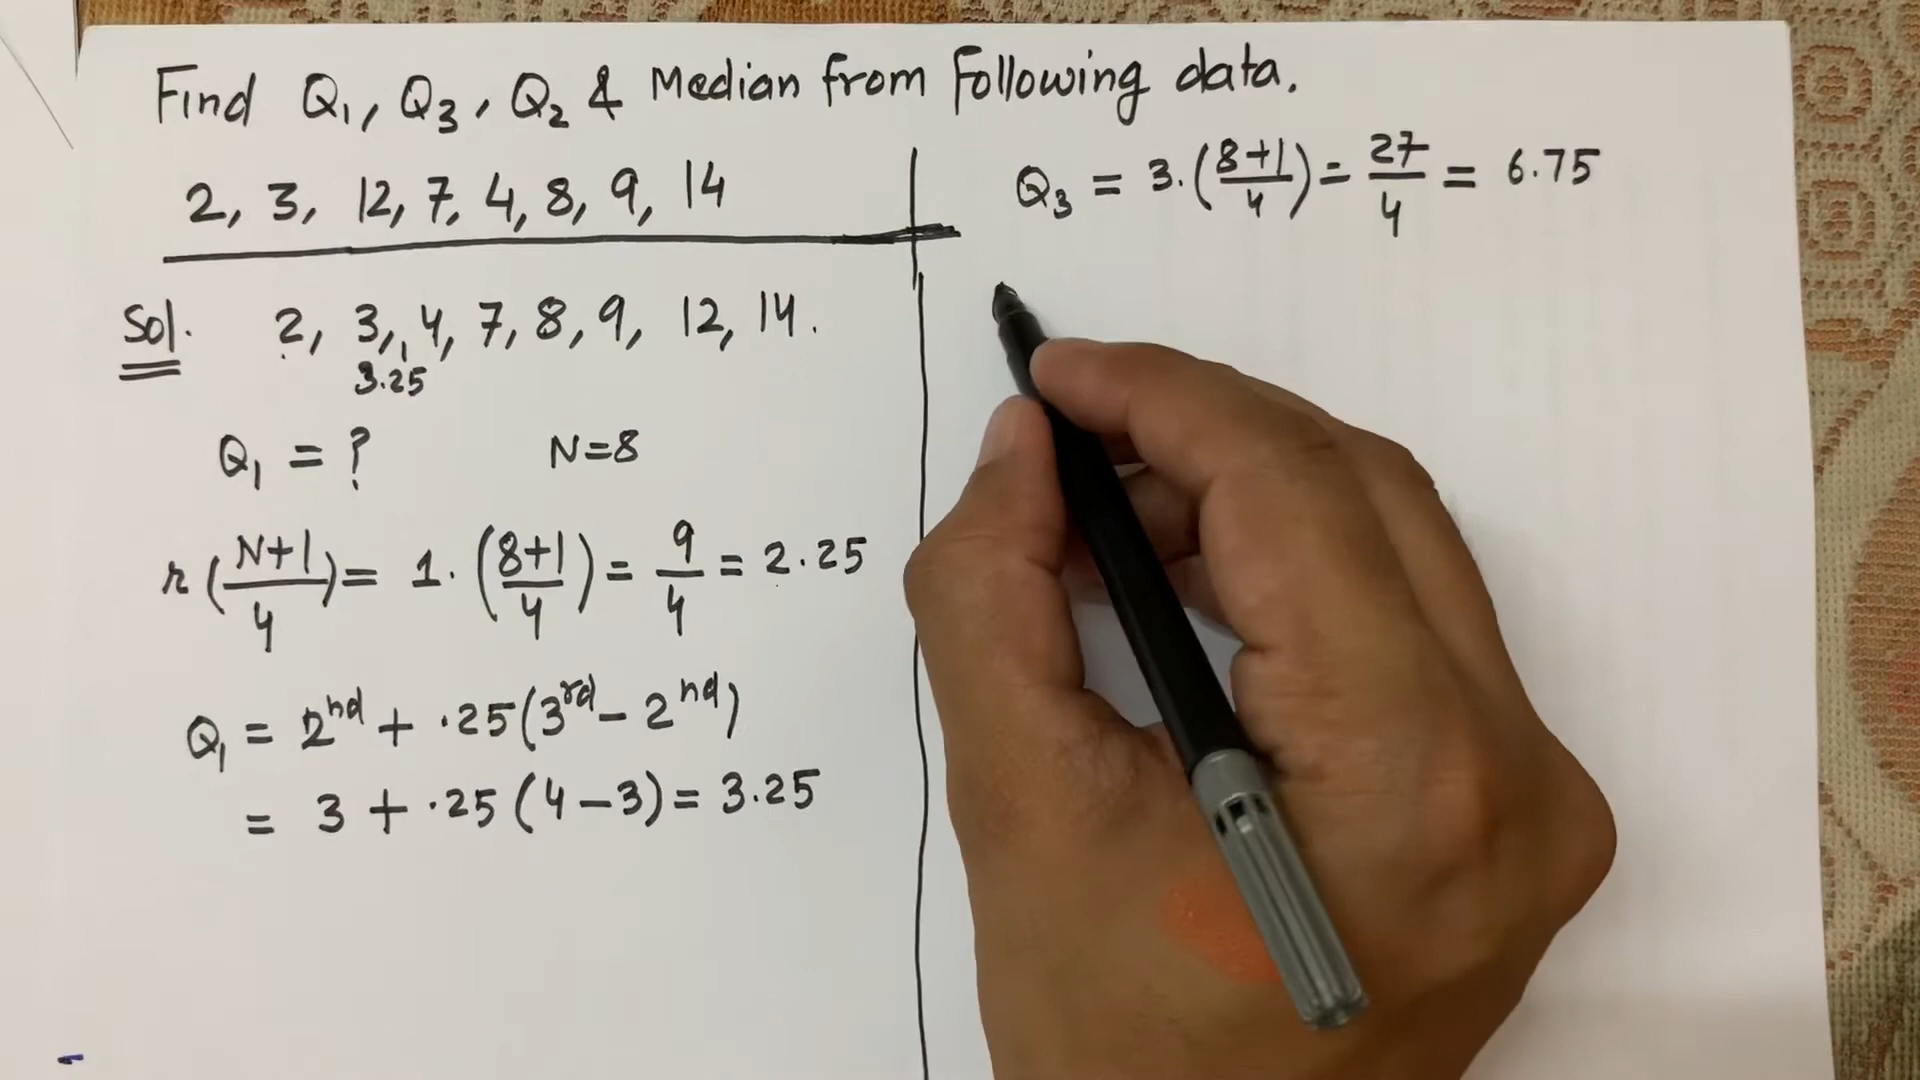 Find Q₁, Q₃, Q₂ & Median from Following data.
2, 3, 12, 7, 4, 8, 9, 14
Sol. 2, 3, 4, 7, 8, 9, 12, 14.
3.25
Q₁ = ? N=8
r(N+1/4) = 1.(8+1/4) = 9/4 = 2.25
Q₁ = 2nd + .25(3rd – 2nd)
= 3 + .25 (4 – 3) = 3.25
Q₃ = 3.(8+1/4) = 27/4 = 6.75